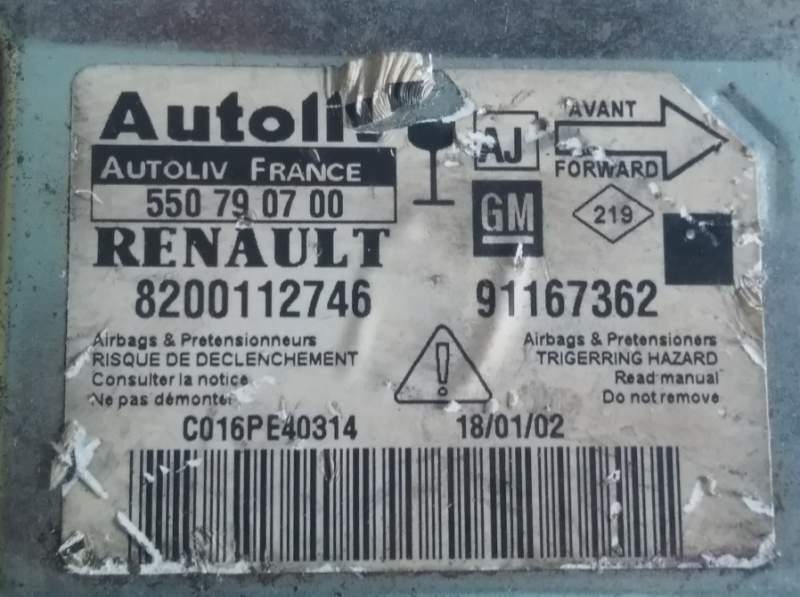 Autoliv
AUTOLIV FRANCE
550 79 07 00
RENAULT
8200112746
AJ
AVANT
FORWARD
GM
219
91167362
Airbags & Pretensionneurs
RISQUE DE DECLENCHEMENT
Consulter la notice
Ne pas démonter
Airbags & Pretensioners
TRIGERRING HAZARD
Read manual
Do not remove
C016PE40314
18/01/02